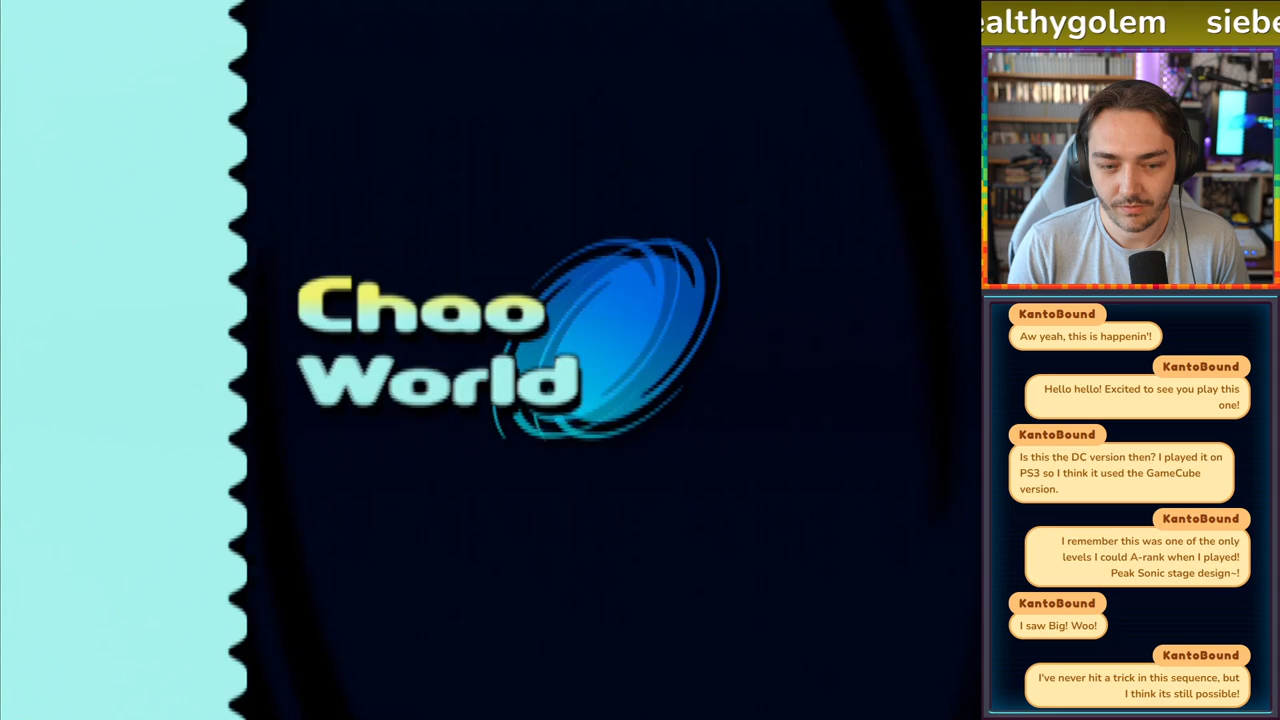 ealthygolem siebe
Chao
World
KantoBound
Aw yeah, this is happenin'!
KantoBound
Hello hello! Excited to see you play this
one!
KantoBound
Is this the DC version then? I played it on
PS3 so I think it used the GameCube
version.
KantoBound
I remember this was one of the only
levels I could A-rank when I played!
Peak Sonic stage design~!
KantoBound
I saw Big! Woo!
KantoBound
I've never hit a trick in this sequence, but
I think its still possible!